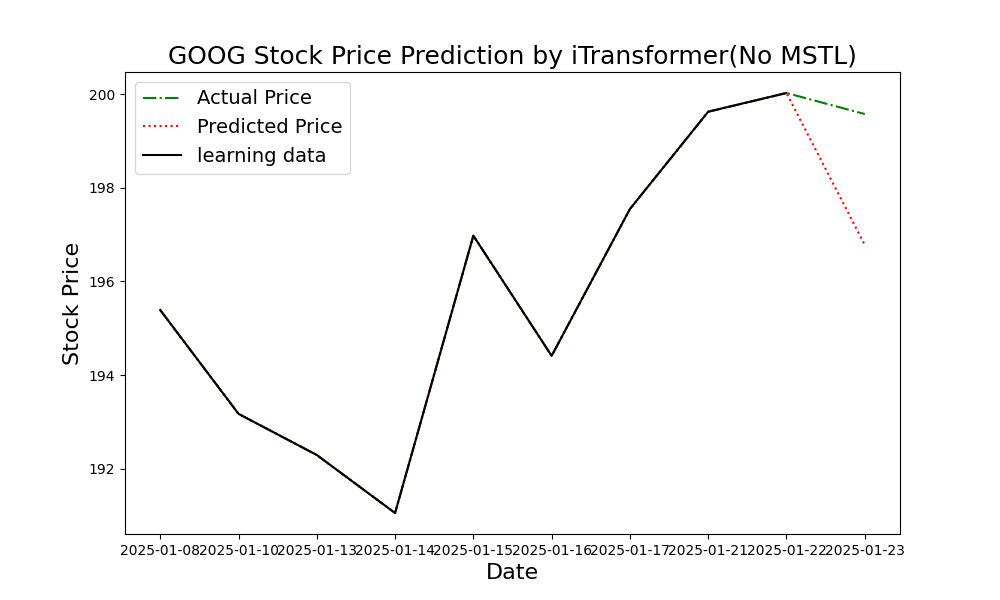 GOOG Stock Price Prediction by iTransformer(No MSTL)
Actual Price
Predicted Price
learning data
200
198
196
194
192
Stock Price
2025-01-08 2025-01-10 2025-01-13 2025-01-14 2025-01-15 2025-01-16 2025-01-17 2025-01-21 2025-01-22 2025-01-23
Date